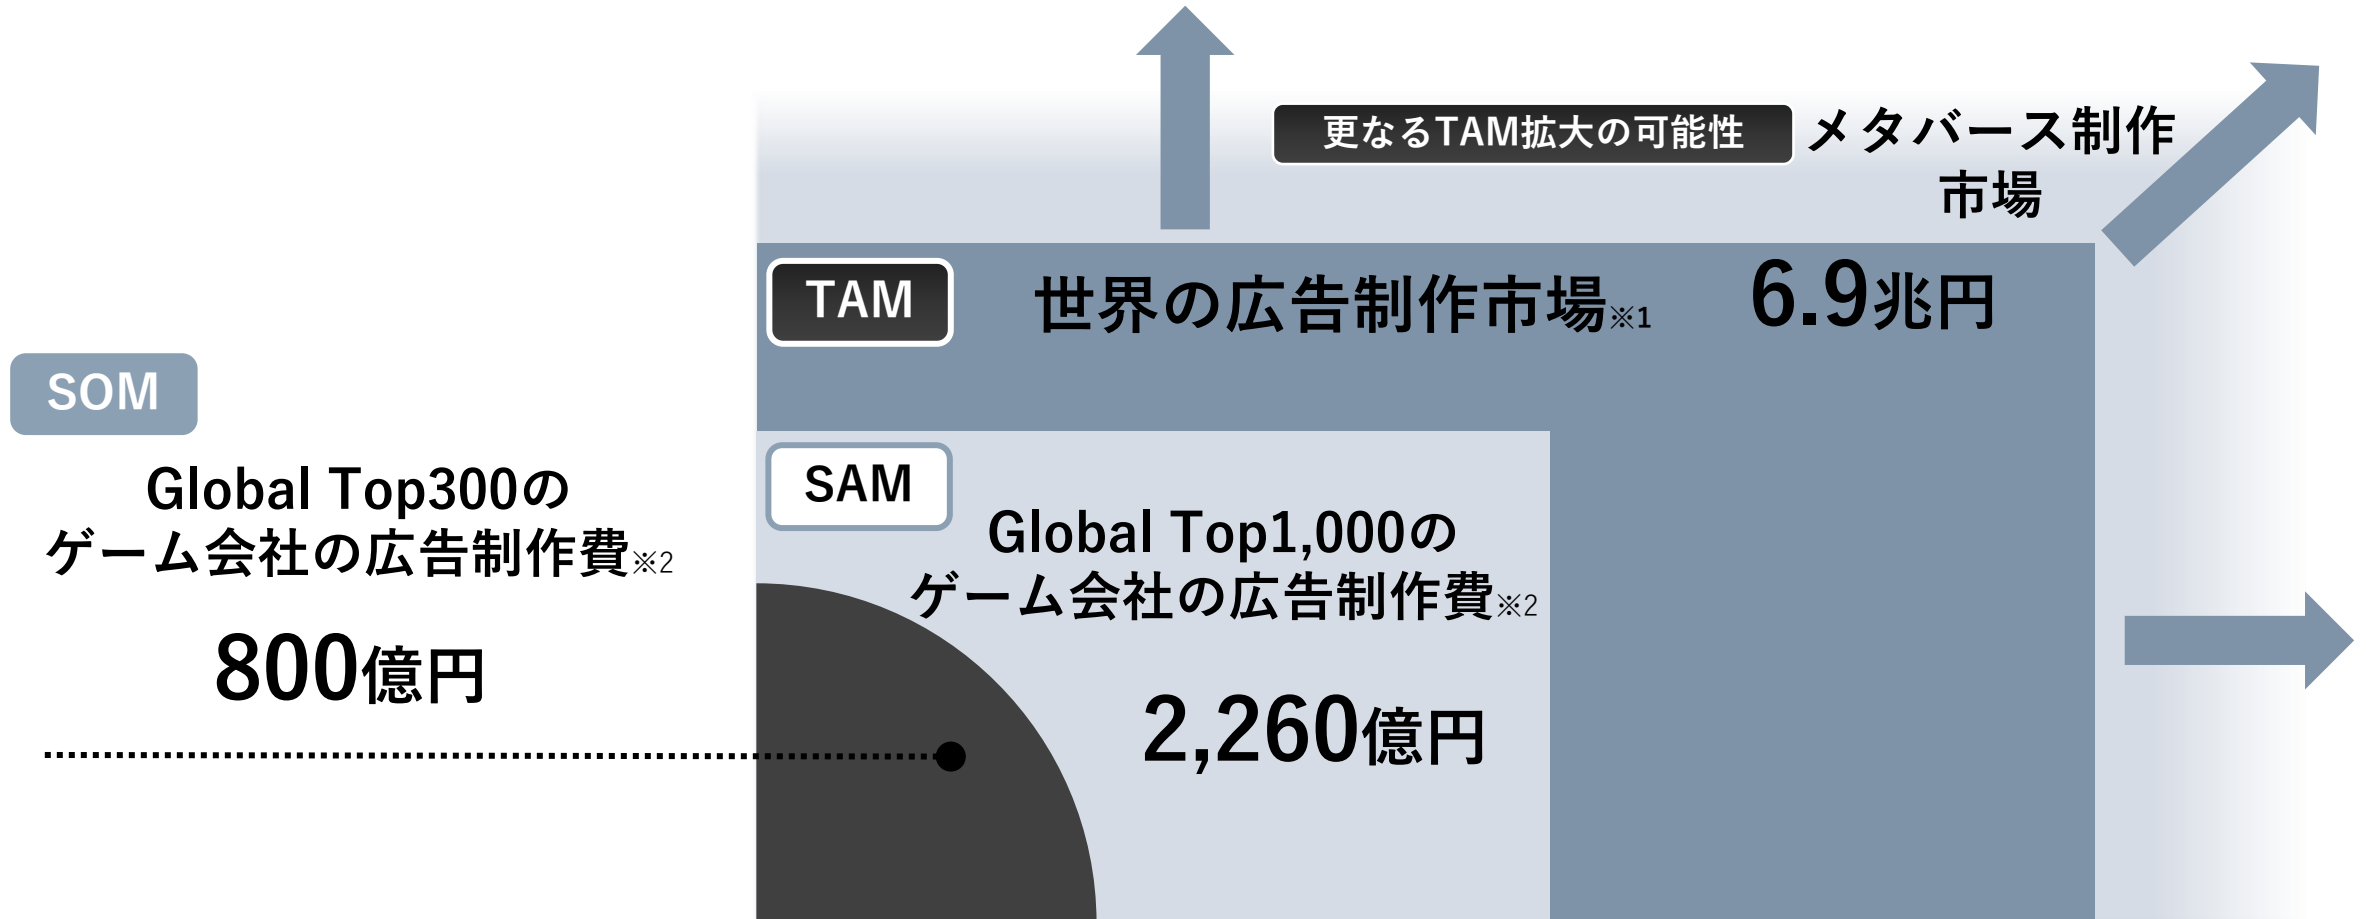 更なるTAM拡大の可能性
メタバース制作
市場
TAM
世界の広告制作市場※1
6.9兆円
SOM
Global Top300の
ゲーム会社の広告制作費※2
800億円
SAM
Global Top1,000の
ゲーム会社の広告制作費※2
2,260億円